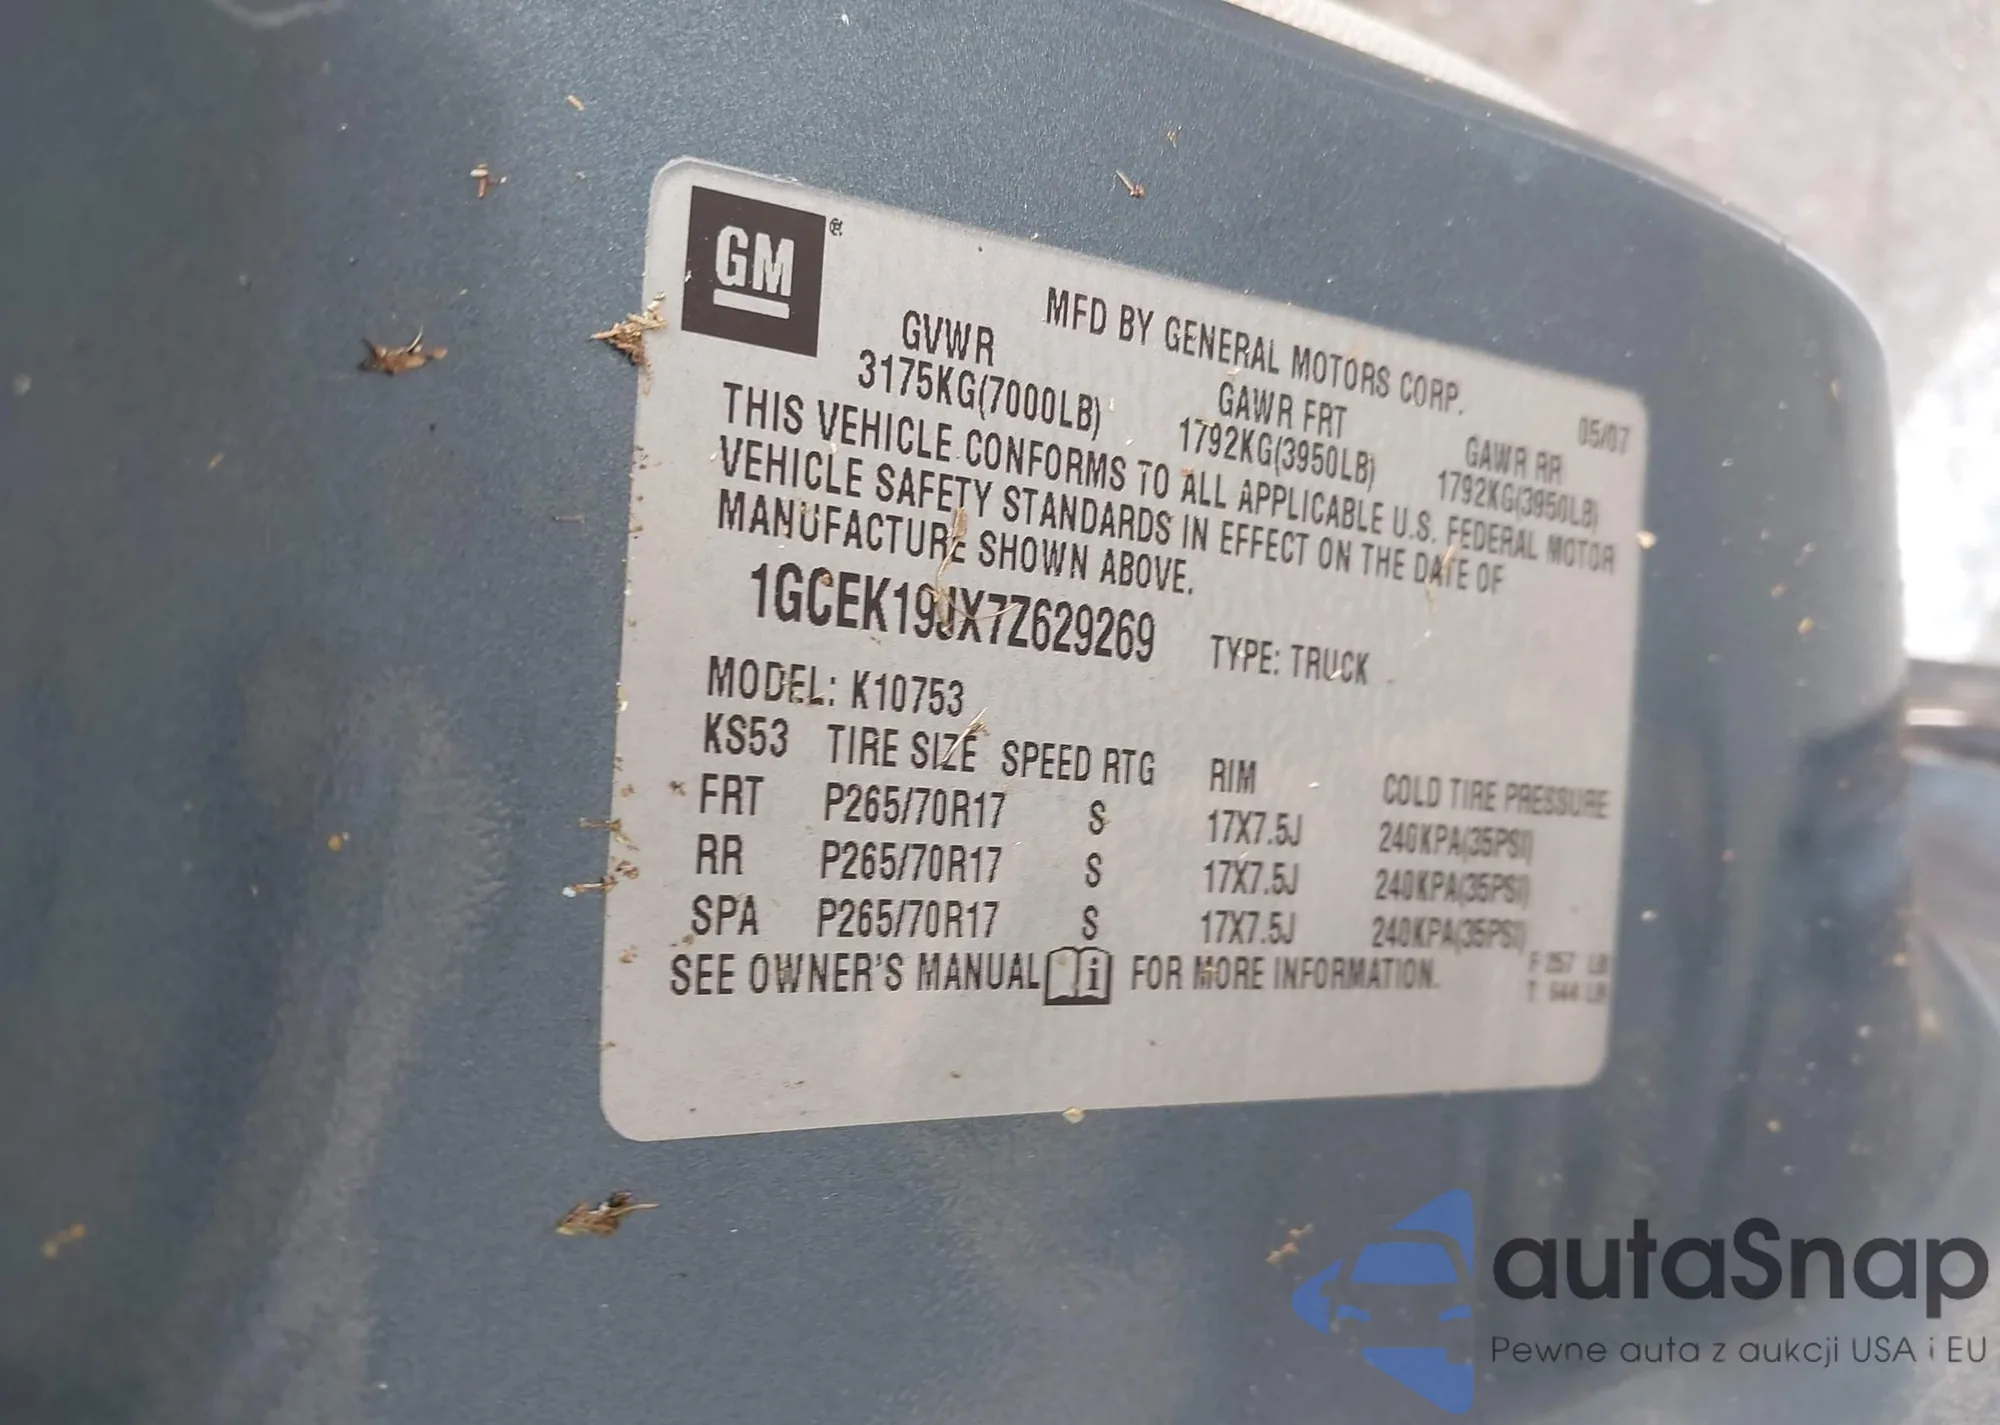 GM
MFD BY GENERAL MOTORS CORP. 05/07
GVWR GAWR FRT GAWR RR
3175KG(7000LB) 1792KG(3950LB) 1792KG(3950LB)
THIS VEHICLE CONFORMS TO ALL APPLICABLE U.S. FEDERAL MOTOR
VEHICLE SAFETY STANDARDS IN EFFECT ON THE DATE OF
MANUFACTURE SHOWN ABOVE.
1GCEK19JX7Z629269 TYPE: TRUCK
MODEL: K10753
KS53 TIRE SIZE SPEED RTG RIM COLD TIRE PRESSURE
FRT P265/70R17 S 17X7.5J 240KPA(35PSI)
RR P265/70R17 S 17X7.5J 240KPA(35PSI)
SPA P265/70R17 S 17X7.5J 240KPA(35PSI)
SEE OWNER'S MANUAL i FOR MORE INFORMATION.
autaSnap
Pewne auta z aukcji USA i EU